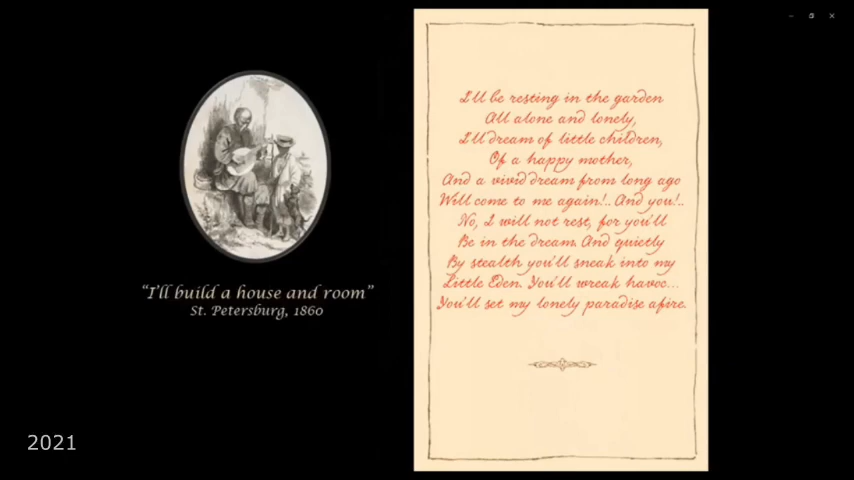 I'll be resting in the garden
All alone and lonely,
I'll dream of little children,
Of a happy mother,
And a vivid dream from long ago
Will come to me again!.. And you!..
No, I will not rest, for you'll
Be in the dream. And quietly
By stealth you'll sneak into my
Little Eden. You'll wreak havoc...
You'll set my lonely paradise afire.
"I'll build a house and room"
St. Petersburg, 1860
2021